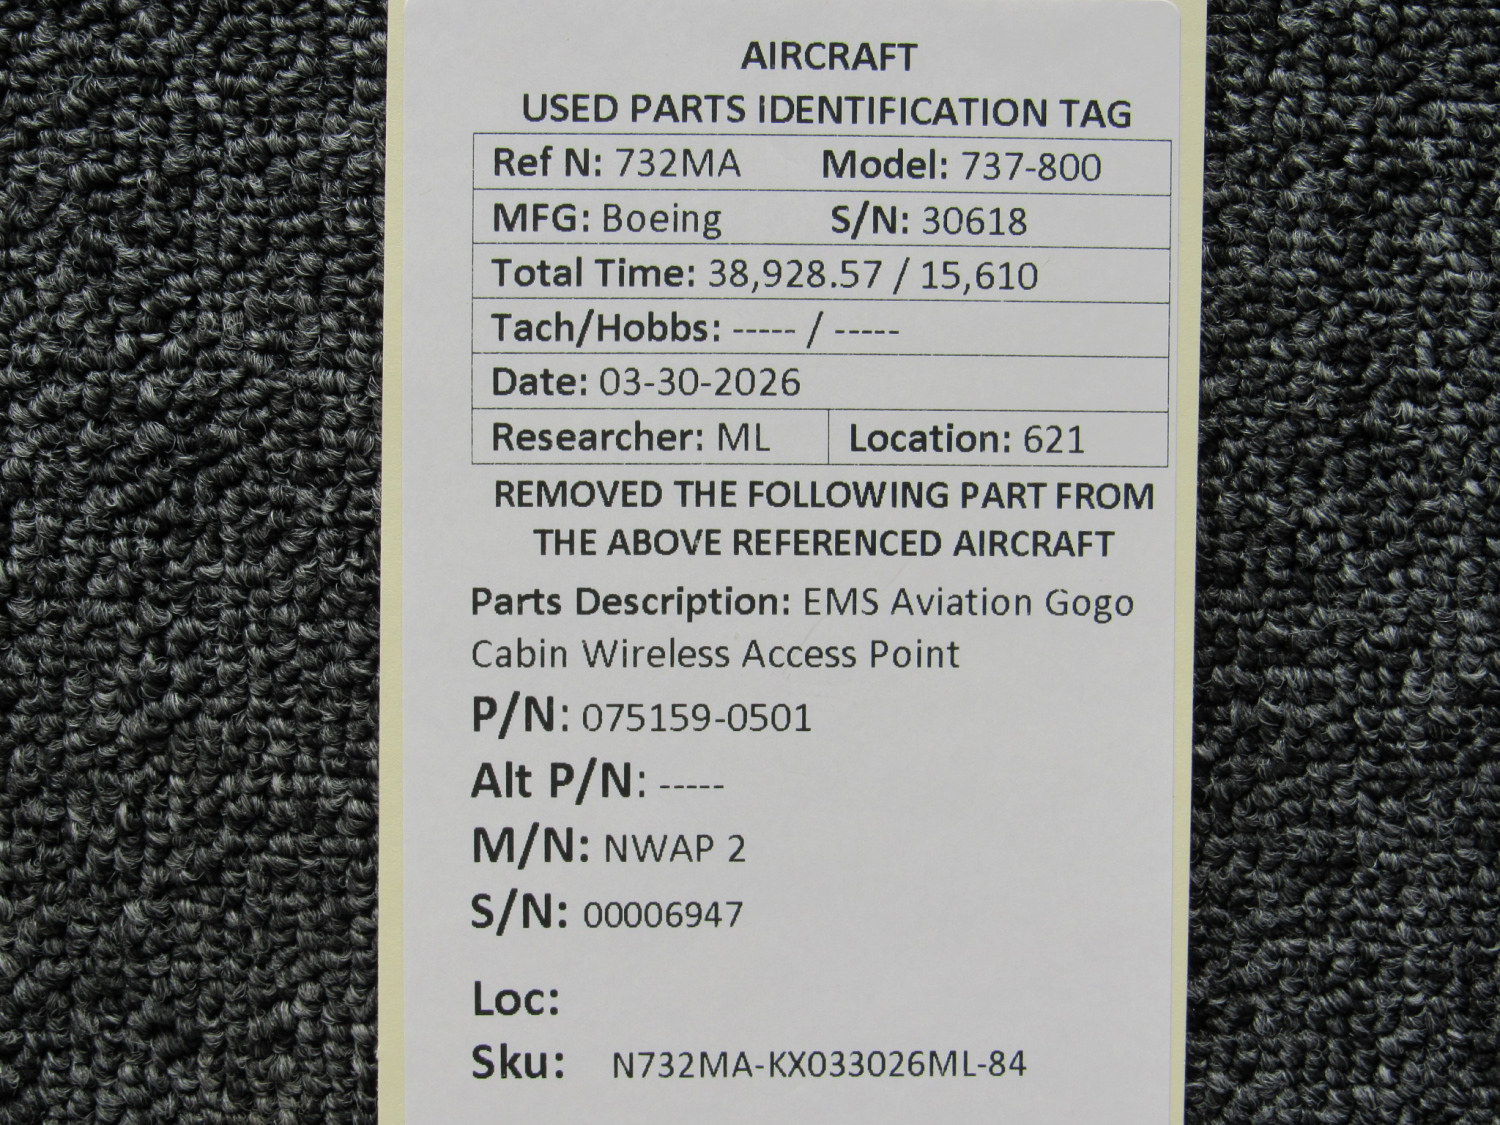 AIRCRAFT
USED PARTS IDENTIFICATION TAG
Ref N: 732MA Model: 737-800
MFG: Boeing S/N: 30618
Total Time: 38,928.57 / 15,610
Tach/Hobbs: ----- / -----
Date: 03-30-2026
Researcher: ML Location: 621
REMOVED THE FOLLOWING PART FROM
THE ABOVE REFERENCED AIRCRAFT
Parts Description: EMS Aviation Gogo
Cabin Wireless Access Point
P/N: 075159-0501
Alt P/N: -----
M/N: NWAP 2
S/N: 00006947
Loc:
Sku: N732MA-KX033026ML-84